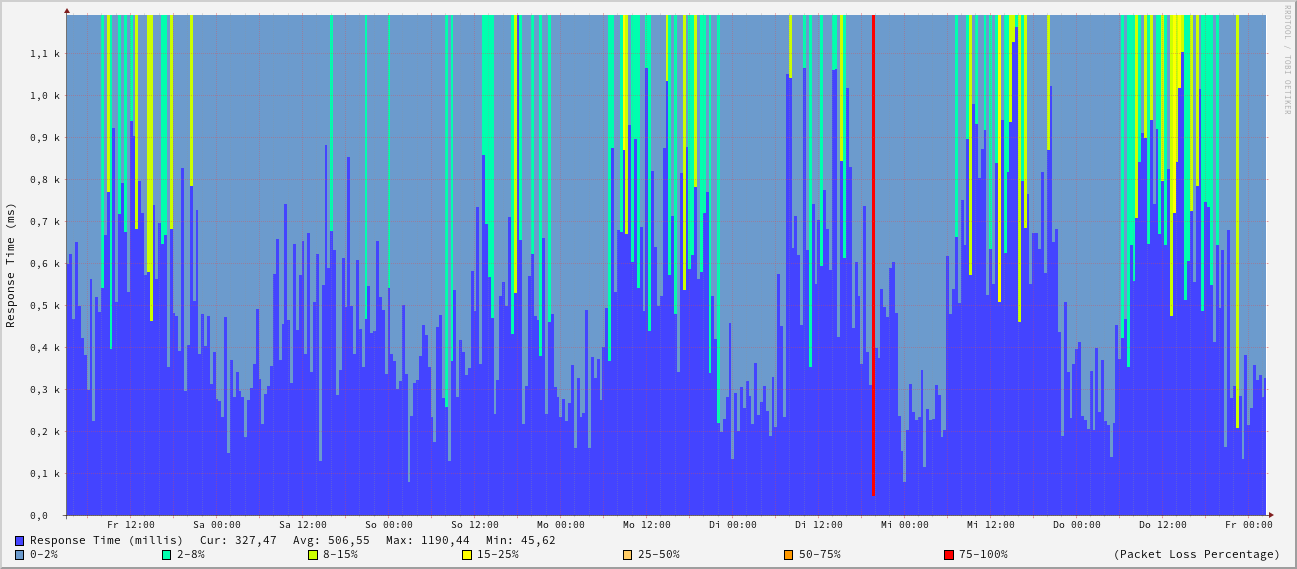 RRDTOOL / TOBI OETIKER
Response Time (ms)
1,1 k
1,0 k
0,9 k
0,8 k
0,7 k
0,6 k
0,5 k
0,4 k
0,3 k
0,2 k
0,1 k
0,0
Fr 12:00 Sa 00:00 Sa 12:00 So 00:00 So 12:00 Mo 00:00 Mo 12:00 Di 00:00 Di 12:00 Mi 00:00 Mi 12:00 Do 00:00 Do 12:00 Fr 00:00
Response Time (millis) Cur: 327,47 Avg: 506,55 Max: 1190,44 Min: 45,62
0-2% 2-8% 8-15% 15-25% 25-50% 50-75% 75-100% (Packet Loss Percentage)